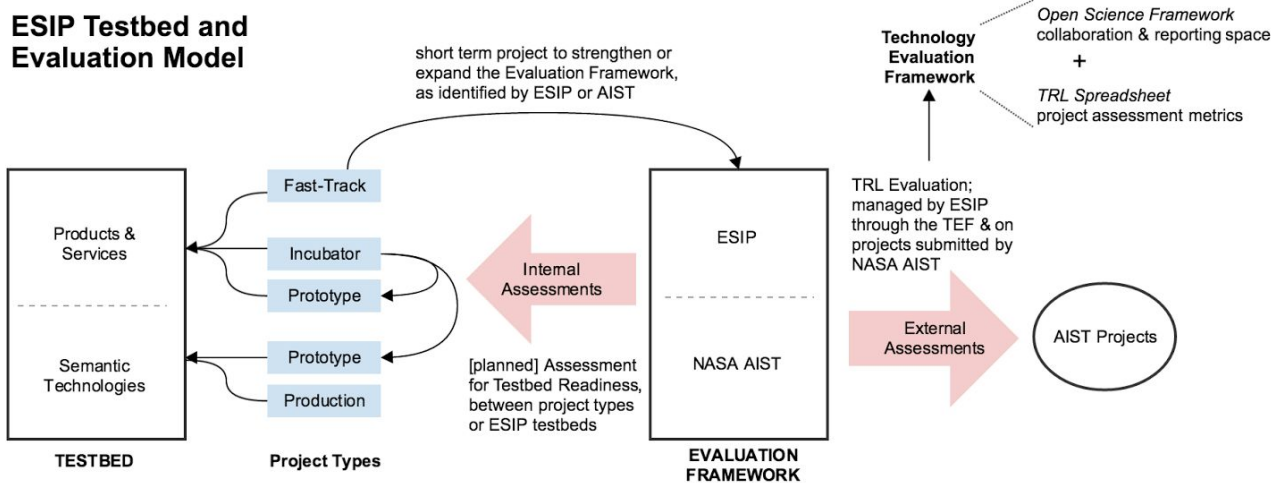 ESIP Testbed and
Evaluation Model
short term project to strengthen or
expand the Evaluation Framework,
as identified by ESIP or AIST
Technology
Evaluation
Framework
Open Science Framework
collaboration & reporting space
+
TRL Spreadsheet
project assessment metrics
Products &
Services
Semantic
Technologies
TESTBED
Fast-Track
Incubator
Prototype
Prototype
Production
Project Types
Internal
Assessments
[planned] Assessment
for Testbed Readiness,
between project types
or ESIP testbeds
ESIP
NASA AIST
EVALUATION
FRAMEWORK
TRL Evaluation;
managed by ESIP
through the TEF & on
projects submitted by
NASA AIST
External
Assessments
AIST Projects